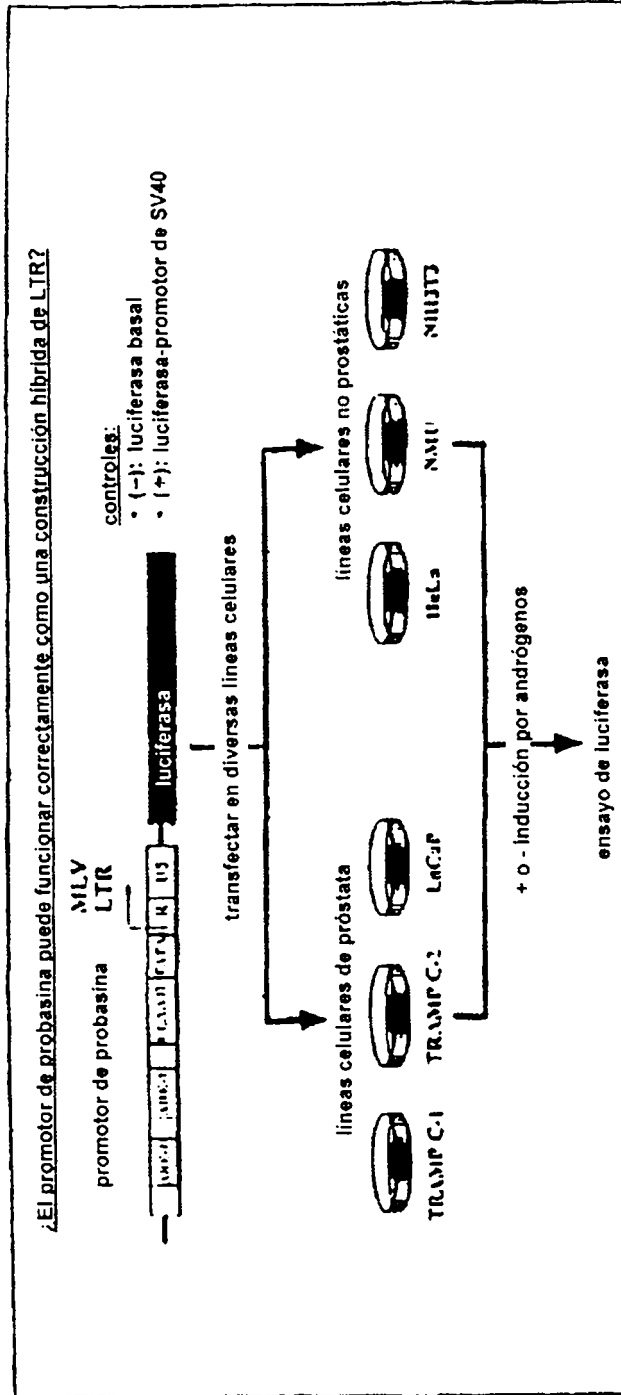 ¿El promotor de probasina puede funcionar correctamente como una construcción híbrida de LTR?
promotor de probasina
MLV
LTR
R U5
luciferasa
controles:
• (-): luciferasa basal
• (+): luciferasa-promotor de SV40
transfectar en diversas líneas celulares
líneas celulares de próstata
líneas celulares no prostáticas
TRAMP C-1
TRAMP C-2
LnCaP
HeLa
NMU
NIH3T3
+ o - Inducción por andrógenos
ensayo de luciferasa